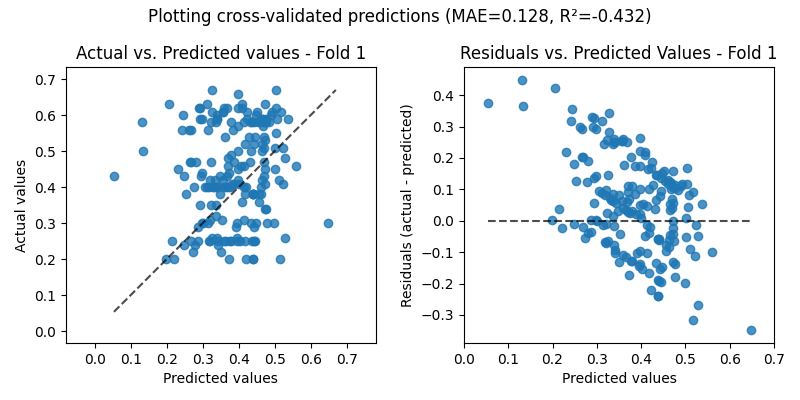 Plotting cross-validated predictions (MAE=0.128, R²=-0.432)
Actual vs. Predicted values - Fold 1
0.7
0.6
0.5
0.4
0.3
0.2
0.1
0.0
Actual values
0.0 0.1 0.2 0.3 0.4 0.5 0.6 0.7
Predicted values
Residuals vs. Predicted Values - Fold 1
0.4
0.3
0.2
0.1
0.0
−0.1
−0.2
−0.3
Residuals (actual - predicted)
0.0 0.1 0.2 0.3 0.4 0.5 0.6 0.7
Predicted values